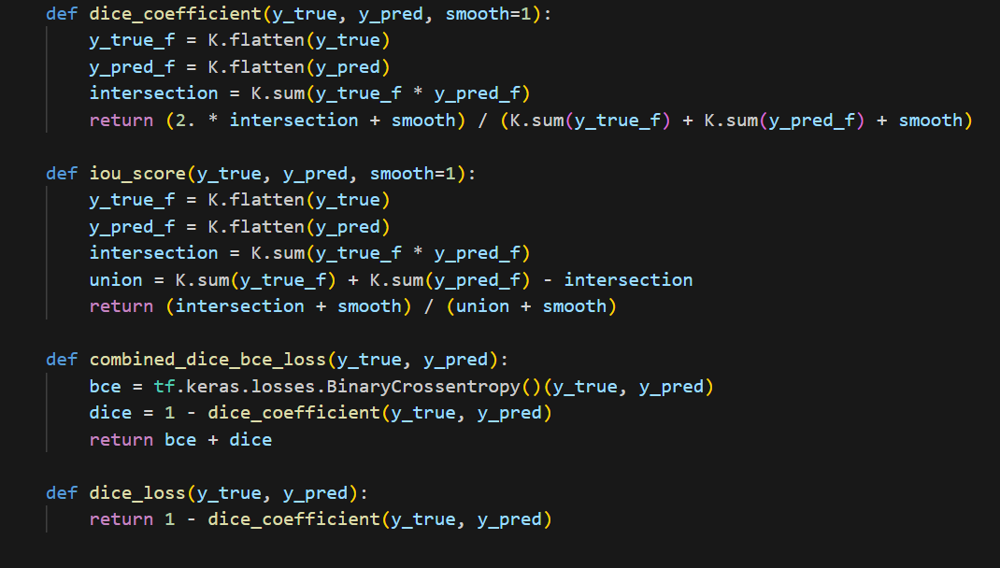 def dice_coefficient(y_true, y_pred, smooth=1):
    y_true_f = K.flatten(y_true)
    y_pred_f = K.flatten(y_pred)
    intersection = K.sum(y_true_f * y_pred_f)
    return (2. * intersection + smooth) / (K.sum(y_true_f) + K.sum(y_pred_f) + smooth)

def iou_score(y_true, y_pred, smooth=1):
    y_true_f = K.flatten(y_true)
    y_pred_f = K.flatten(y_pred)
    intersection = K.sum(y_true_f * y_pred_f)
    union = K.sum(y_true_f) + K.sum(y_pred_f) - intersection
    return (intersection + smooth) / (union + smooth)

def combined_dice_bce_loss(y_true, y_pred):
    bce = tf.keras.losses.BinaryCrossentropy()(y_true, y_pred)
    dice = 1 - dice_coefficient(y_true, y_pred)
    return bce + dice

def dice_loss(y_true, y_pred):
    return 1 - dice_coefficient(y_true, y_pred)